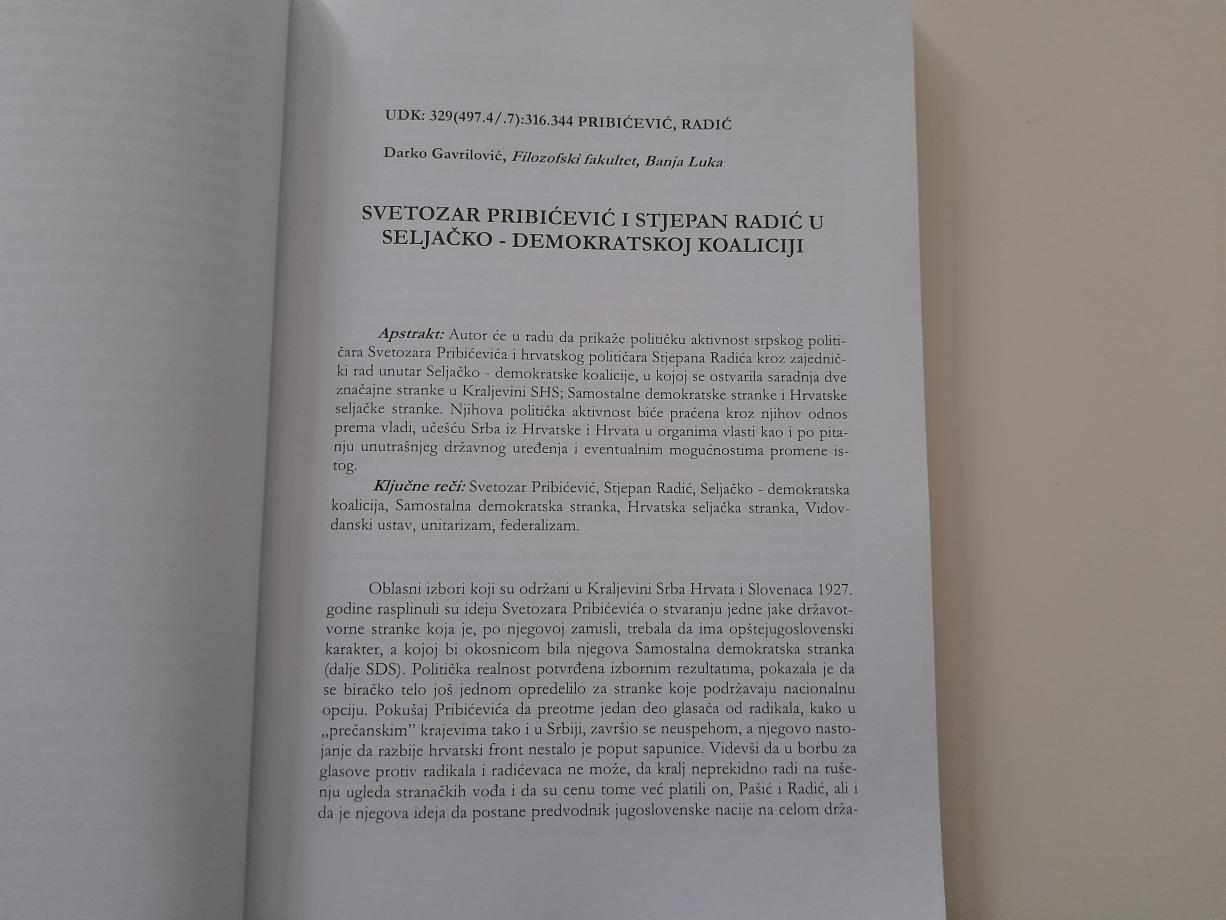 UDK: 329(497.4/.7):316.344 PRIBIĆEVIĆ, RADIĆ
Darko Gavrilović, Filozofski fakultet, Banja Luka
SVETOZAR PRIBIĆEVIĆ I STJEPAN RADIĆ U
SELJAČKO - DEMOKRATSKOJ KOALICIJI
Apstrakt: Autor će u radu da prikaže političku aktivnost srpskog politi-
čara Svetozara Pribićevića i hrvatskog političara Stjepana Radića kroz zajednič-
ki rad unutar Seljačko - demokratske koalicije, u kojoj se ostvarila saradnja dve
značajne stranke u Kraljevini SHS; Samostalne demokratske stranke i Hrvatske
seljačke stranke. Njihova politička aktivnost biće praćena kroz njihov odnos
prema vladi, učešću Srba iz Hrvatske i Hrvata u organima vlasti kao i po pita-
nju unutrašnjeg državnog uređenja i eventualnim mogućnostima promene is-
tog.
Ključne reči: Svetozar Pribićević, Stjepan Radić, Seljačko - demokratska
koalicija, Samostalna demokratska stranka, Hrvatska seljačka stranka, Vidov-
danski ustav, unitarizam, federalizam.
Oblasni izbori koji su održani u Kraljevini Srba Hrvata i Slovenaca 1927.
godine rasplinuli su ideju Svetozara Pribićevića o stvaranju jedne jake državot-
vorne stranke koja je, po njegovoj zamisli, trebala da ima opštejugoslovenski
karakter, a kojoj bi okosnicom bila njegova Samostalna demokratska stranka
(dalje SDS). Politička realnost potvrđena izbornim rezultatima, pokazala je da
se biračko telo još jednom opredelilo za stranke koje podržavaju nacionalnu
opciju. Pokušaj Pribićevića da preotme jedan deo glasača od radikala, kako u
„prečanskim” krajevima tako i u Srbiji, završio se neuspehom, a njegovo nasto-
janje da razbije hrvatski front nestalo je poput sapunice. Videvši da u borbu za
glasove protiv radikala i radićevaca ne može, da kralj neprekidno radi na ruše-
nju ugleda stranačkih vođa i da su cenu tome već platili on, Pašić i Radić, ali i
da je njegova ideja da postane predvodnik jugoslovenske nacije na celom drža-